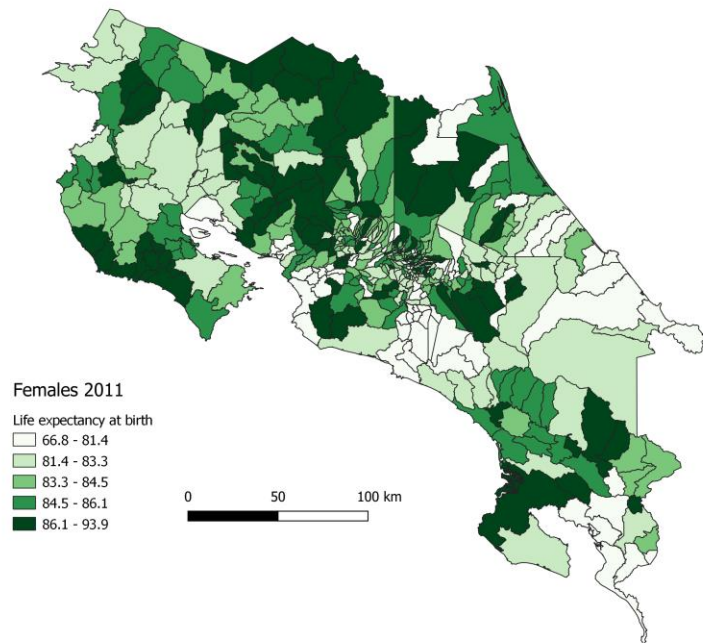 Females 2011
Life expectancy at birth
66.8 - 81.4
81.4 - 83.3
83.3 - 84.5
84.5 - 86.1
86.1 - 93.9
0 50 100 km